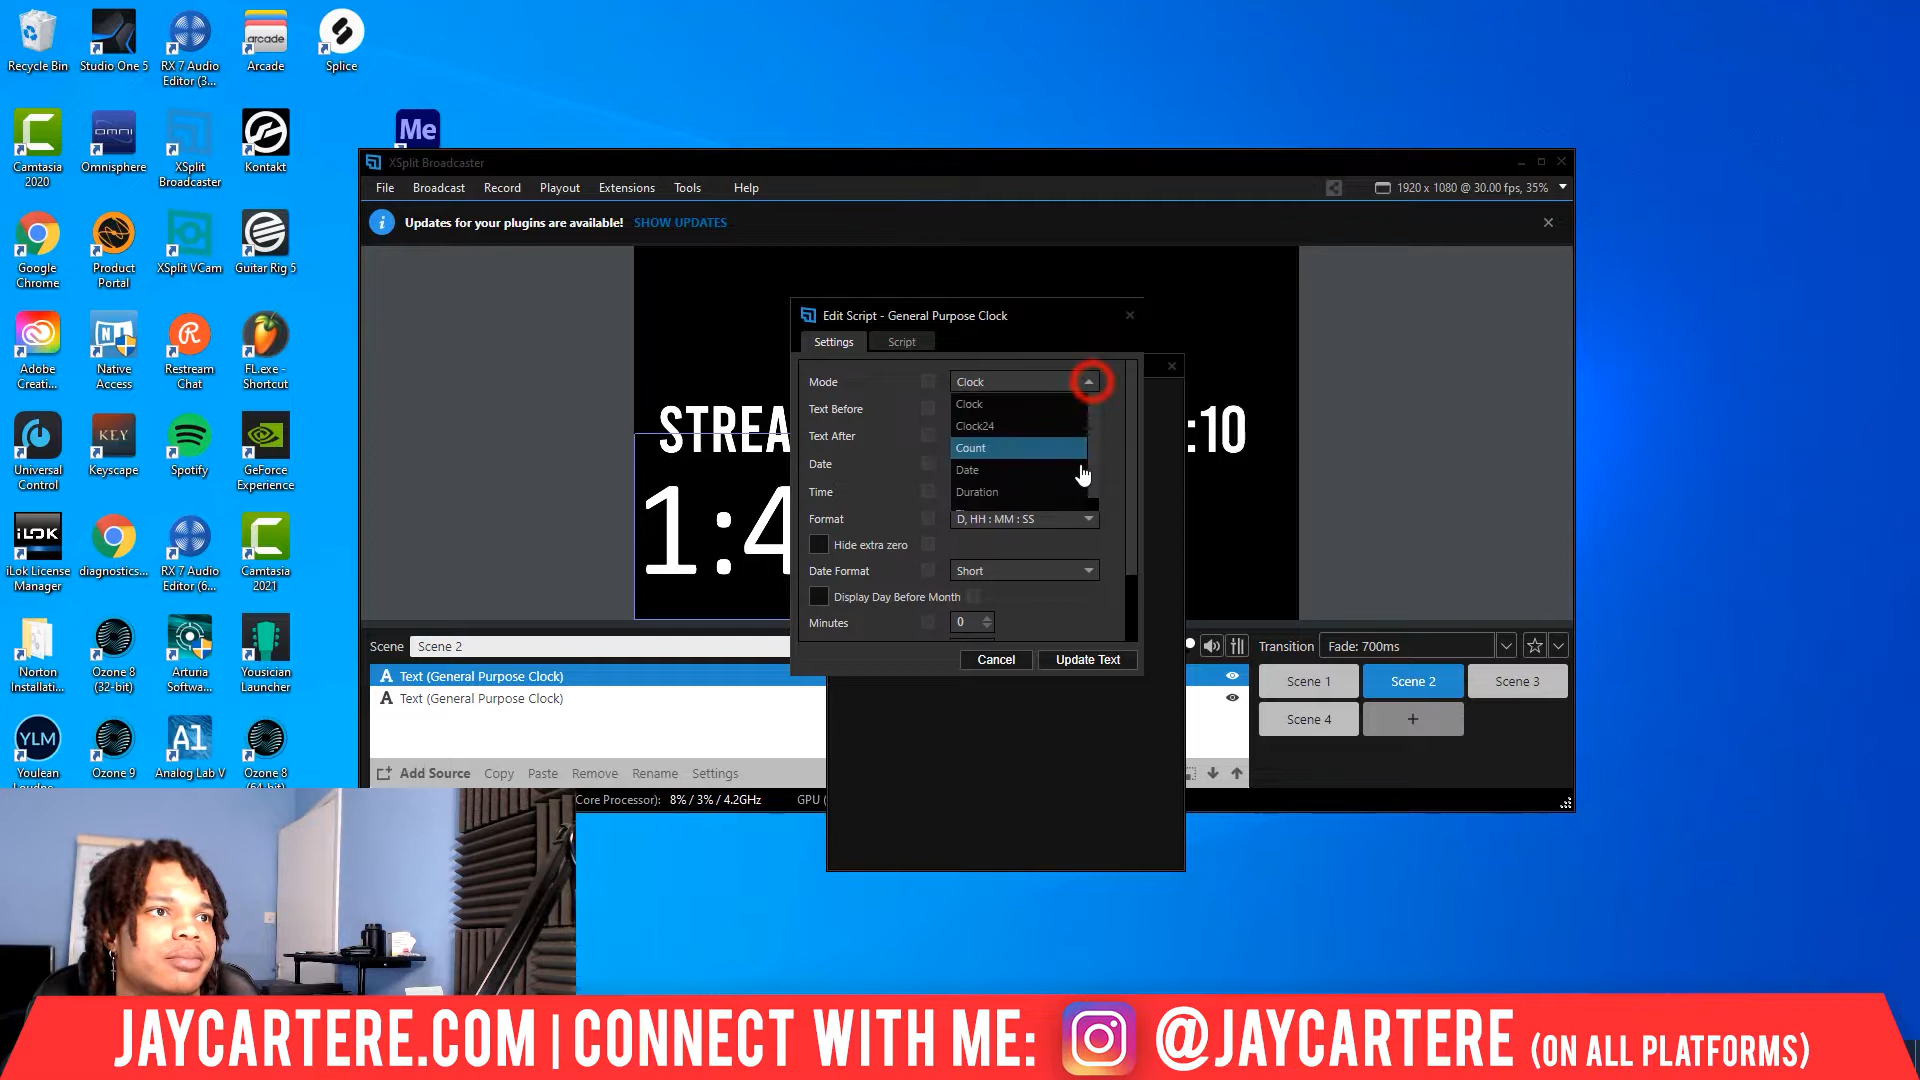 Recycle Bin
Studio One 5
RX 7 Audio
Editor (3...
arcade
Arcade
Splice
Camtasia
2020
OMNI
Omnisphere
XSplit
Broadcaster
Kontakt
Me
Google
Chrome
Product
Portal
XSplit VCam
Guitar Rig 5
Adobe
Creati...
Native
Access
Restream
Chat
FL.exe -
Shortcut
Universal
Control
KEY
Keyscape
Spotify
GeForce
Experience
iLOK
iLok License
Manager
diagnostics...
RX 7 Audio
Editor (6...
Camtasia
2021
Norton
Installati...
Ozone 8
(32-bit)
Arturia
Softwa...
Yousician
Launcher
YLM
Youlean
Ozone 9
Analog Lab V
Ozone 8
XSplit Broadcaster
File
Broadcast
Record
Playout
Extensions
Tools
Help
1920 x 1080 @ 30.00 fps, 35%
Updates for your plugins are available! SHOW UPDATES
STREA
:10
1:4
Edit Script - General Purpose Clock
Settings
Script
Mode
Clock
Clock
Clock24
Count
Date
Duration
Text Before
Text After
Date
Time
Format
D, HH : MM : SS
Hide extra zero
Date Format
Short
Display Day Before Month
Minutes
0
Cancel
Update Text
Scene
Scene 2
A Text (General Purpose Clock)
A Text (General Purpose Clock)
Add Source
Copy
Paste
Remove
Rename
Settings
Transition
Fade: 700ms
Scene 1
Scene 2
Scene 3
Scene 4
+
Core Processor): 8% / 3% / 4.2GHz
GPU (
JAYCARTERE.COM | CONNECT WITH ME: @JAYCARTERE (ON ALL PLATFORMS)